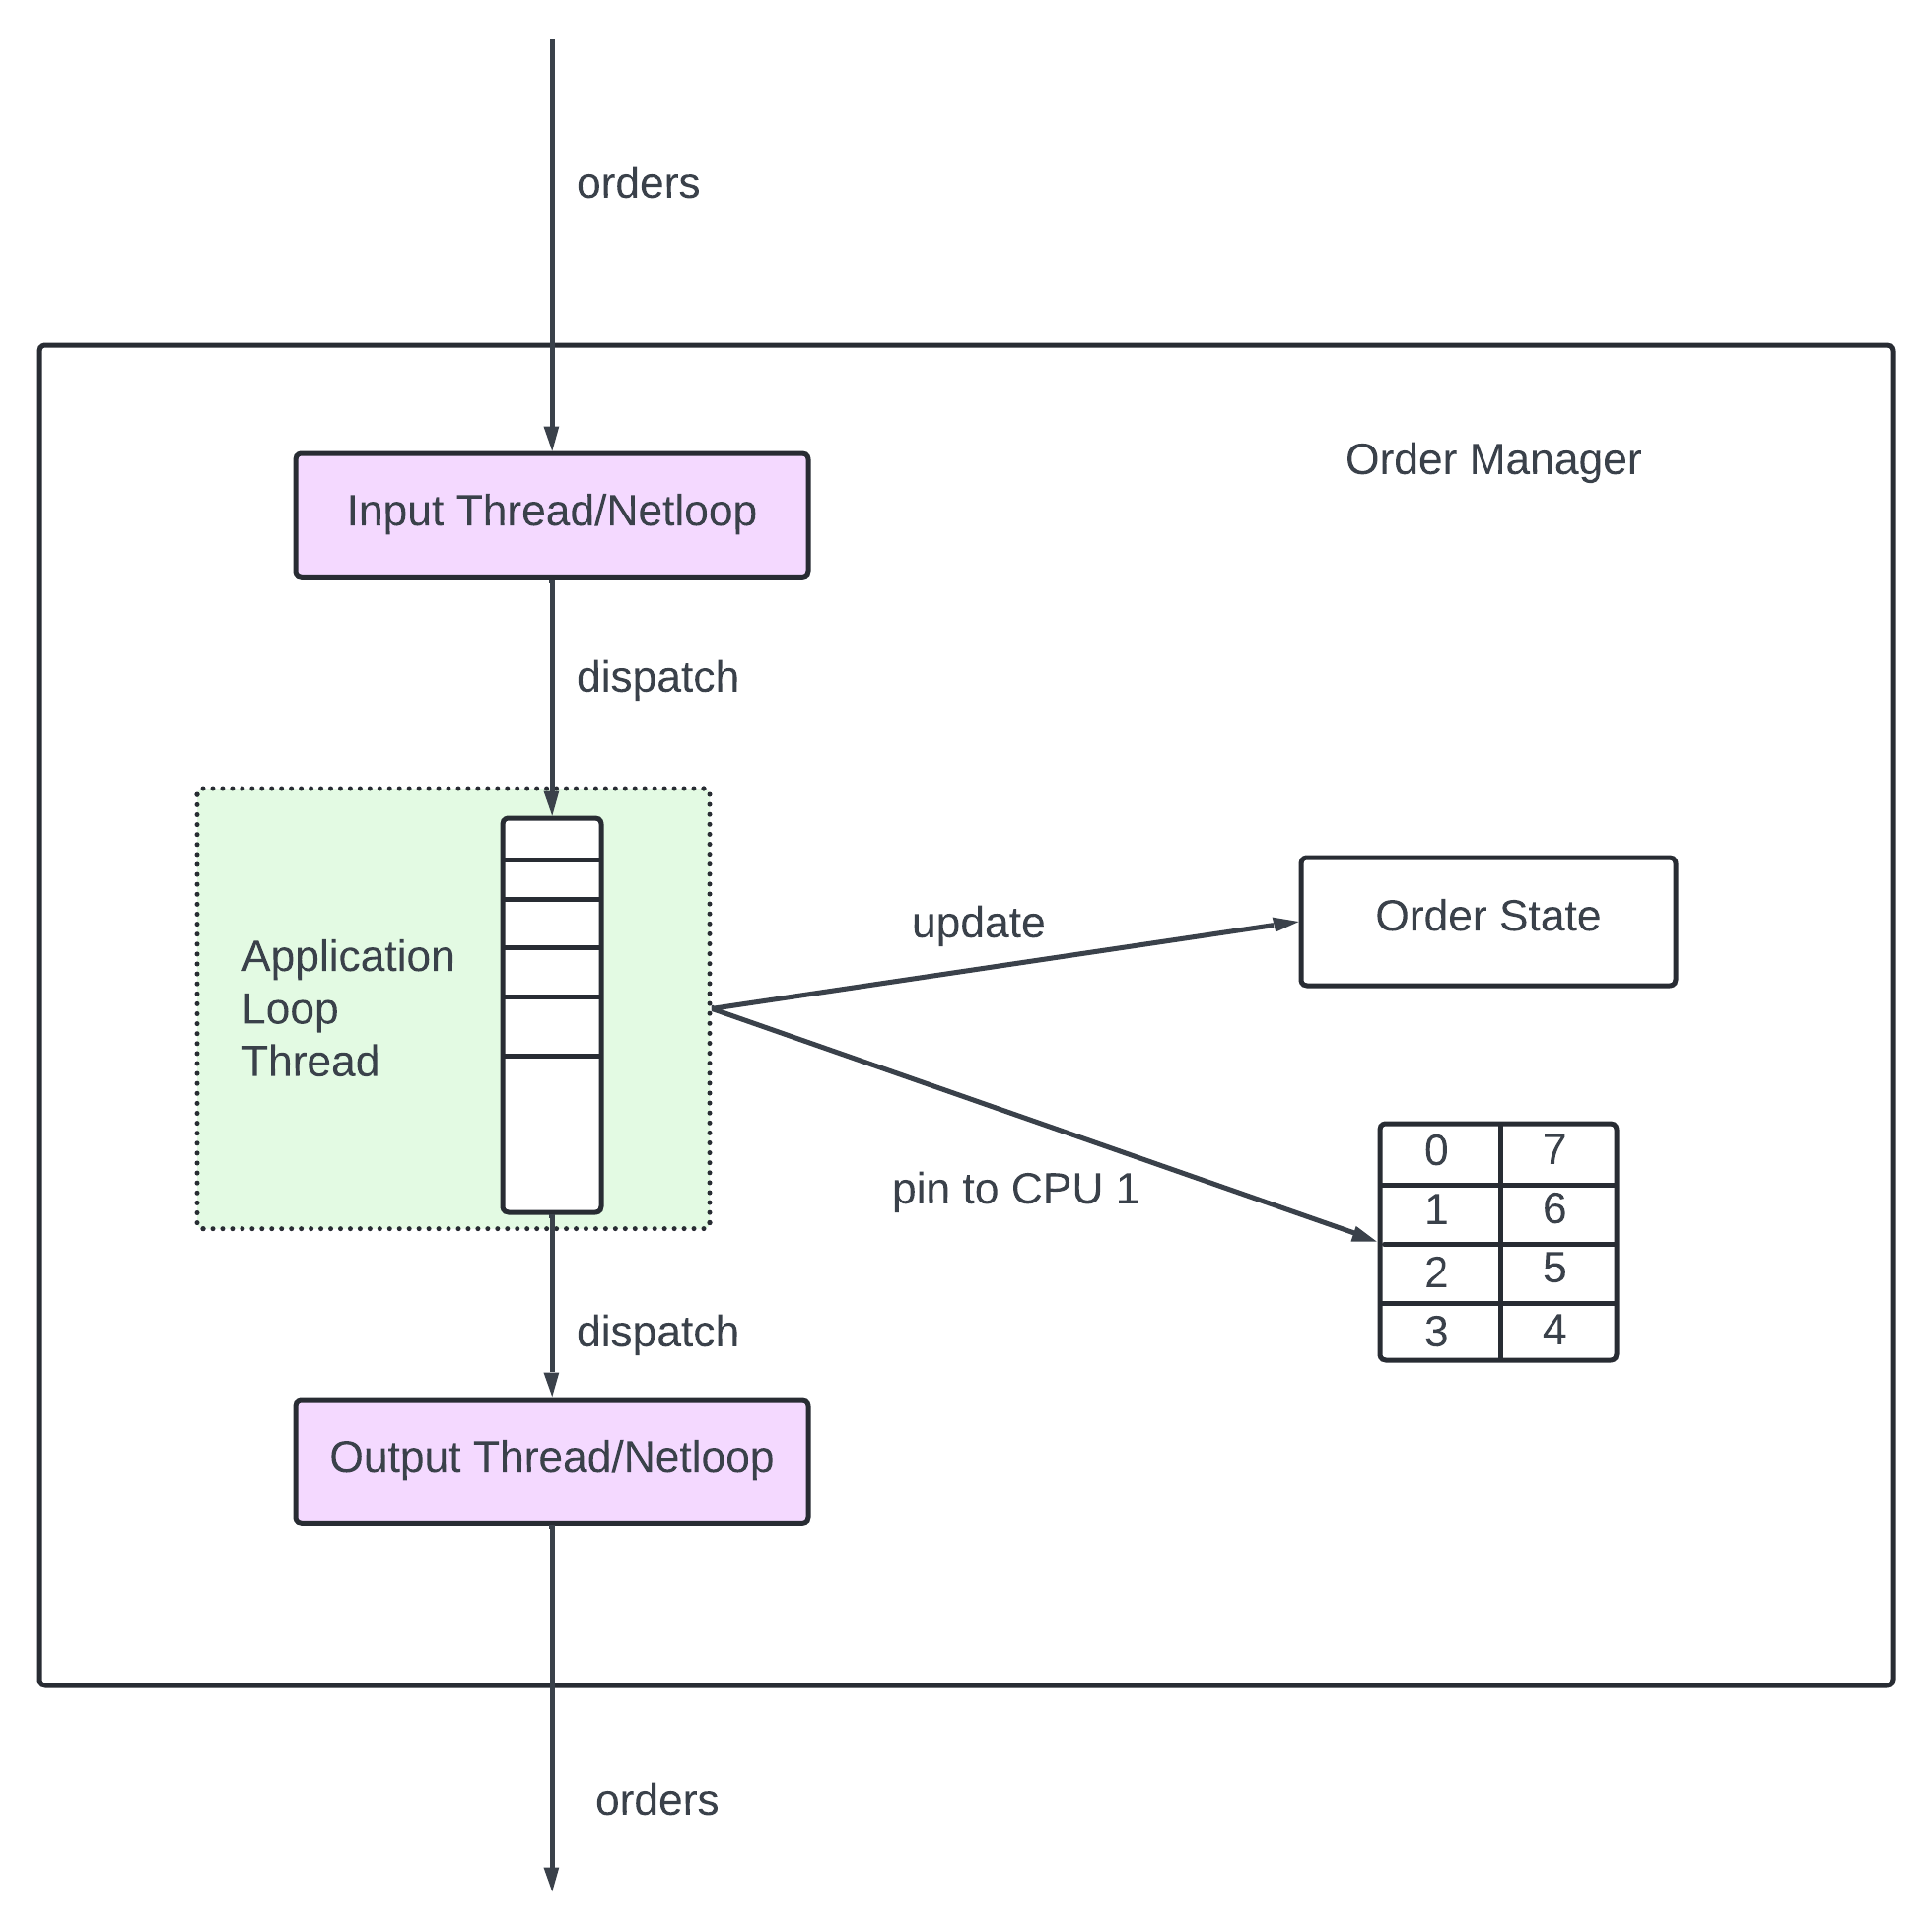 orders
Order Manager
Input Thread/Netloop
dispatch
Application
Loop
Thread
update
Order State
pin to CPU 1
0 7
1 6
2 5
3 4
dispatch
Output Thread/Netloop
orders